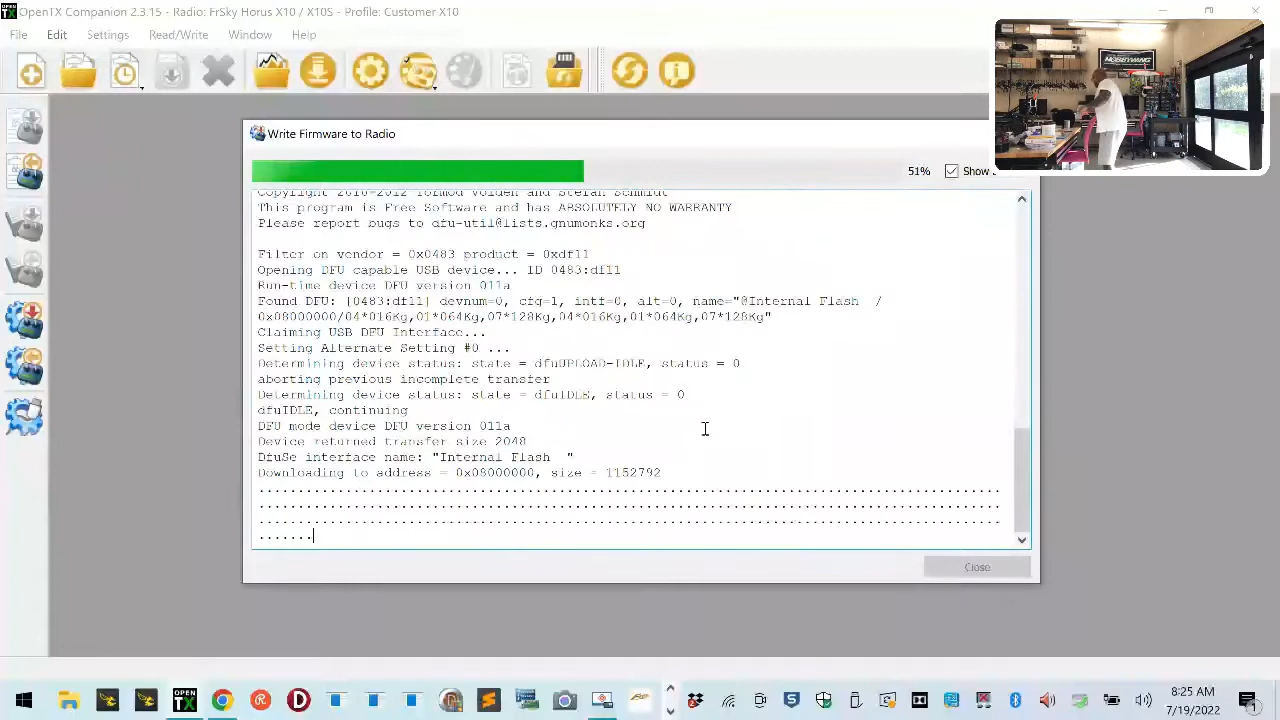 OpenTX Companion 2.3.15 - Radio: FrSky Horus X10/X10S - Profile: Customer X10
File Edit Settings Read/Write Window
HOBBYWING
Write Firmware to Radio
51% Show
This program is Free Software and has ABSOLUTELY NO WARRANTY
Please report bugs to dfu-util@lists.gnumonks.org
Filter on vendor = 0x0483 product = 0xdf11
Opening DFU capable USB device... ID 0483:df11
Run-time device DFU version 011a
Found DFU: [0483:df11] devnum=0, cfg=1, intf=0, alt=0, name="@Internal Flash /
0x08000000/04*016Kg,01*064Kg,07*128Kg,04*016Kg,01*064Kg,07*128Kg"
Claiming USB DFU Interface...
Setting Alternate Setting #0 ...
Determining device status: state = dfuUPLOAD-IDLE, status = 0
aborting previous incomplete transfer
Determining device status: state = dfuIDLE, status = 0
dfuIDLE, continuing
DFU mode device DFU version 011a
Device returned transfer size 2048
DfuSe interface name: "Internal Flash  "
Downloading to address = 0x08000000, size = 1152792
Close
OPEN
TX
8:25 AM
7/19/2022